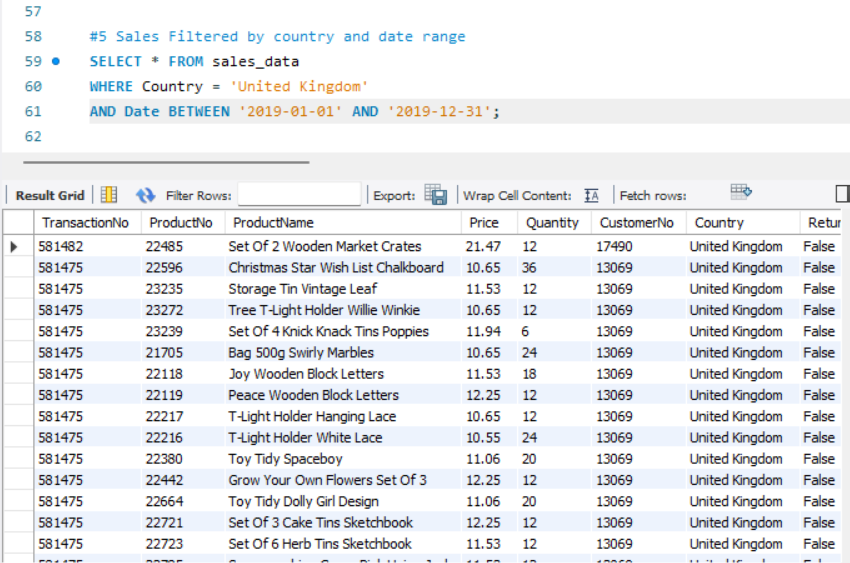 57
58 #5 Sales Filtered by country and date range
59 SELECT * FROM sales_data
60 WHERE Country = 'United Kingdom'
61 AND Date BETWEEN '2019-01-01' AND '2019-12-31';
62
Result Grid Filter Rows: Export: Wrap Cell Content: IA Fetch rows:
TransactionNo ProductNo ProductName Price Quantity CustomerNo Country Retur
581482 22485 Set Of 2 Wooden Market Crates 21.47 12 17490 United Kingdom False
581475 22596 Christmas Star Wish List Chalkboard 10.65 36 13069 United Kingdom False
581475 23235 Storage Tin Vintage Leaf 11.53 12 13069 United Kingdom False
581475 23272 Tree T-Light Holder Willie Winkie 10.65 12 13069 United Kingdom False
581475 23239 Set Of 4 Knick Knack Tins Poppies 11.94 6 13069 United Kingdom False
581475 21705 Bag 500g Swirly Marbles 10.65 24 13069 United Kingdom False
581475 22118 Joy Wooden Block Letters 11.53 18 13069 United Kingdom False
581475 22119 Peace Wooden Block Letters 12.25 12 13069 United Kingdom False
581475 22217 T-Light Holder Hanging Lace 10.65 12 13069 United Kingdom False
581475 22216 T-Light Holder White Lace 10.55 24 13069 United Kingdom False
581475 22380 Toy Tidy Spaceboy 11.06 20 13069 United Kingdom False
581475 22442 Grow Your Own Flowers Set Of 3 12.25 12 13069 United Kingdom False
581475 22664 Toy Tidy Dolly Girl Design 11.06 20 13069 United Kingdom False
581475 22721 Set Of 3 Cake Tins Sketchbook 12.25 12 13069 United Kingdom False
581475 22723 Set Of 6 Herb Tins Sketchbook 11.53 12 13069 United Kingdom False